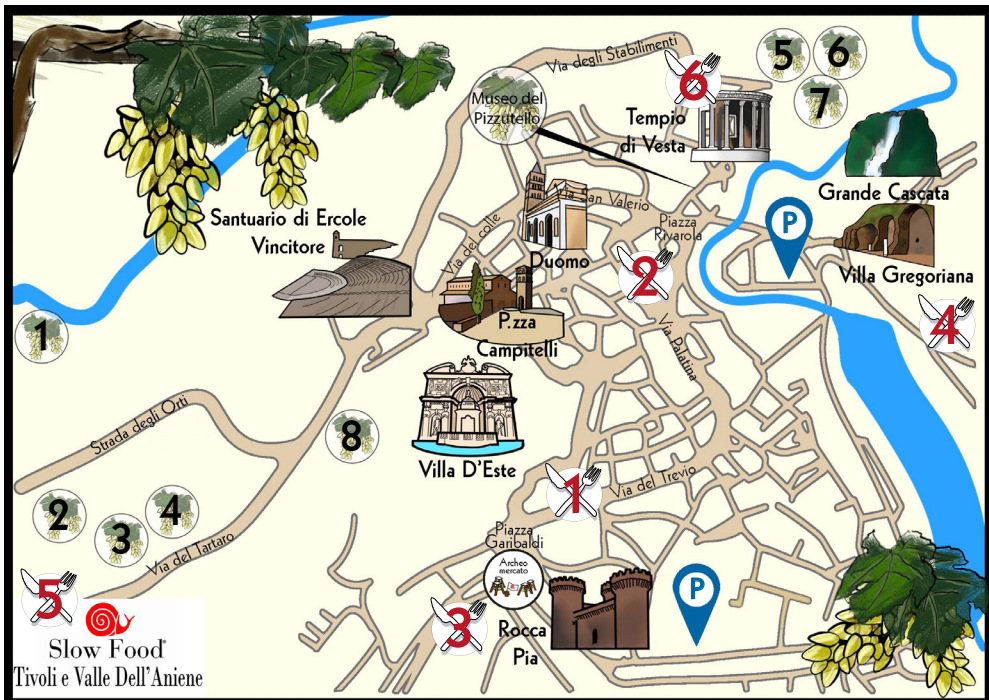 Via degli Stabilimenti
6
5
6
7
Museo del
Pizzutello
Tempio
di Vesta
Grande Cascata
Santuario di Ercole
Vincitore
Via del colle
San Valerio
Duomo
Piazza
Rivarola
P
Villa Gregoriana
2
4
1
P.zza
Campitelli
Via Palatina
Strada degli Orti
8
Villa D'Este
1
Via del Trevio
2
3
4
Via del Tartaro
Piazza
Garibaldi
Archeo
mercato
P
5
3
Rocca
Pia
Slow Food®
Tivoli e Valle Dell'Aniene